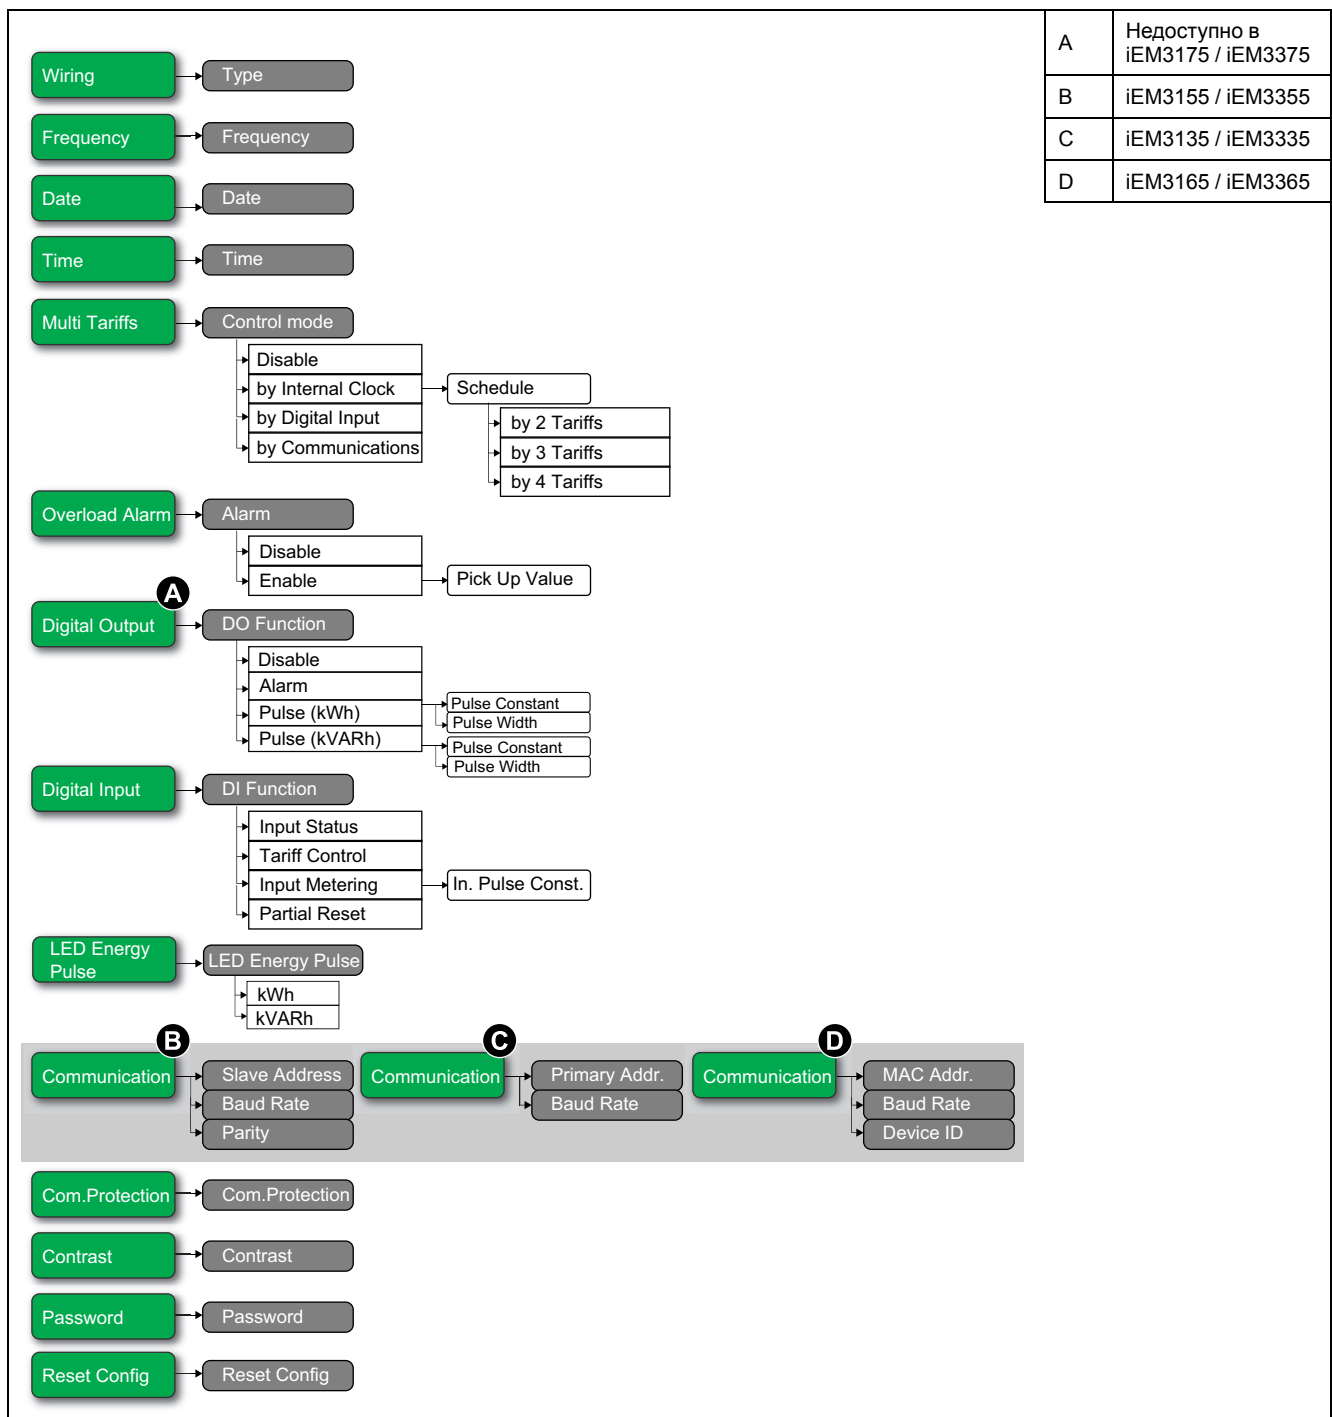 A
Недоступно в
iEM3175 / iEM3375
B
iEM3155 / iEM3355
C
iEM3135 / iEM3335
D
iEM3165 / iEM3365
Wiring
Type
Frequency
Frequency
Date
Date
Time
Time
Multi Tariffs
Control mode
Disable
by Internal Clock
Schedule
by Digital Input
by 2 Tariffs
by Communications
by 3 Tariffs
by 4 Tariffs
Overload Alarm
Alarm
Disable
Enable
Pick Up Value
A
Digital Output
DO Function
Disable
Alarm
Pulse (kWh)
Pulse Constant
Pulse Width
Pulse (kVARh)
Pulse Constant
Pulse Width
Digital Input
DI Function
Input Status
Tariff Control
Input Metering
In. Pulse Const.
Partial Reset
LED Energy
Pulse
LED Energy Pulse
kWh
kVARh
B
Communication
Slave Address
Baud Rate
Parity
C
Communication
Primary Addr.
Baud Rate
D
Communication
MAC Addr.
Baud Rate
Device ID
Com.Protection
Com.Protection
Contrast
Contrast
Password
Password
Reset Config
Reset Config